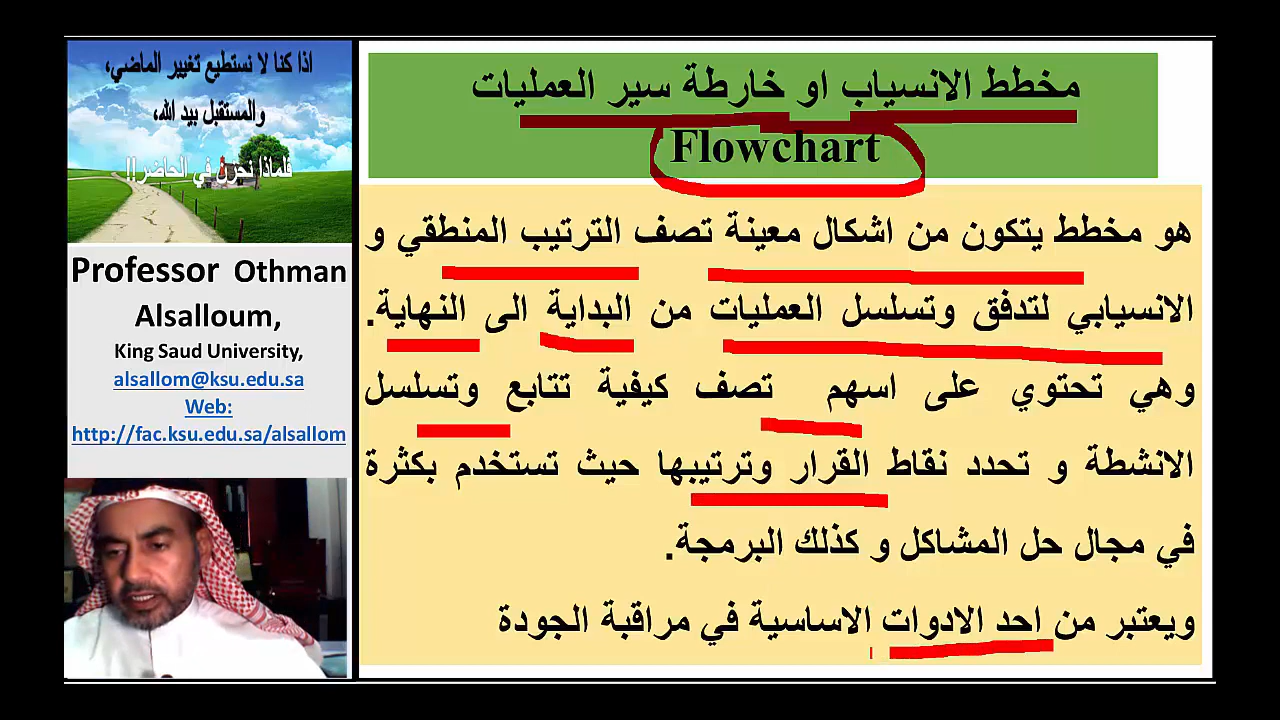 اذا كنا لا نستطيع تغيير الماضي،
والمستقبل بيد الله،
فلماذا نحزن في الحاضر!!
Professor Othman
Alsalloum,
King Saud University,
alsallom@ksu.edu.sa
Web:
http://fac.ksu.edu.sa/alsallom
مخطط الانسياب او خارطة سير العمليات
Flowchart
هو مخطط يتكون من اشكال معينة تصف الترتيب المنطقي و
الانسيابي لتدفق وتسلسل العمليات من البداية الى النهاية.
وهي تحتوي على اسهم تصف كيفية تتابع وتسلسل
الانشطة و تحدد نقاط القرار وترتيبها حيث تستخدم بكثرة
في مجال حل المشاكل و كذلك البرمجة.
ويعتبر من احد الادوات الاساسية في مراقبة الجودة